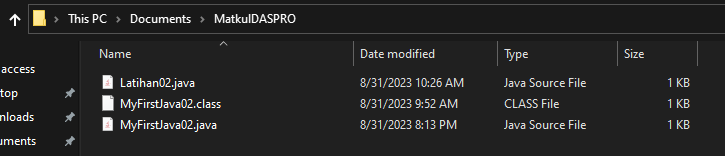 This PC > Documents > MatkulDASPRO
Name Date modified Type Size
access
Latihan02.java 8/31/2023 10:26 AM Java Source File 1 KB
top
MyFirstJava02.class 8/31/2023 9:52 AM CLASS File 1 KB
nloads
MyFirstJava02.java 8/31/2023 8:13 PM Java Source File 1 KB
uments